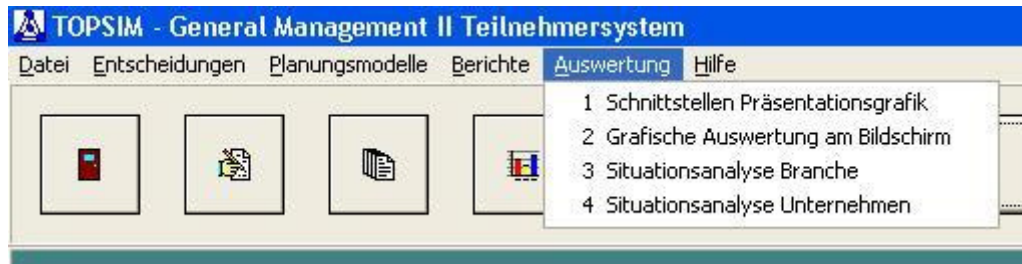 TOPSIM - General Management II Teilnehmersystem
Datei Entscheidungen Planungsmodelle Berichte Auswertung Hilfe
1 Schnittstellen Präsentationsgrafik
2 Grafische Auswertung am Bildschirm
3 Situationsanalyse Branche
4 Situationsanalyse Unternehmen